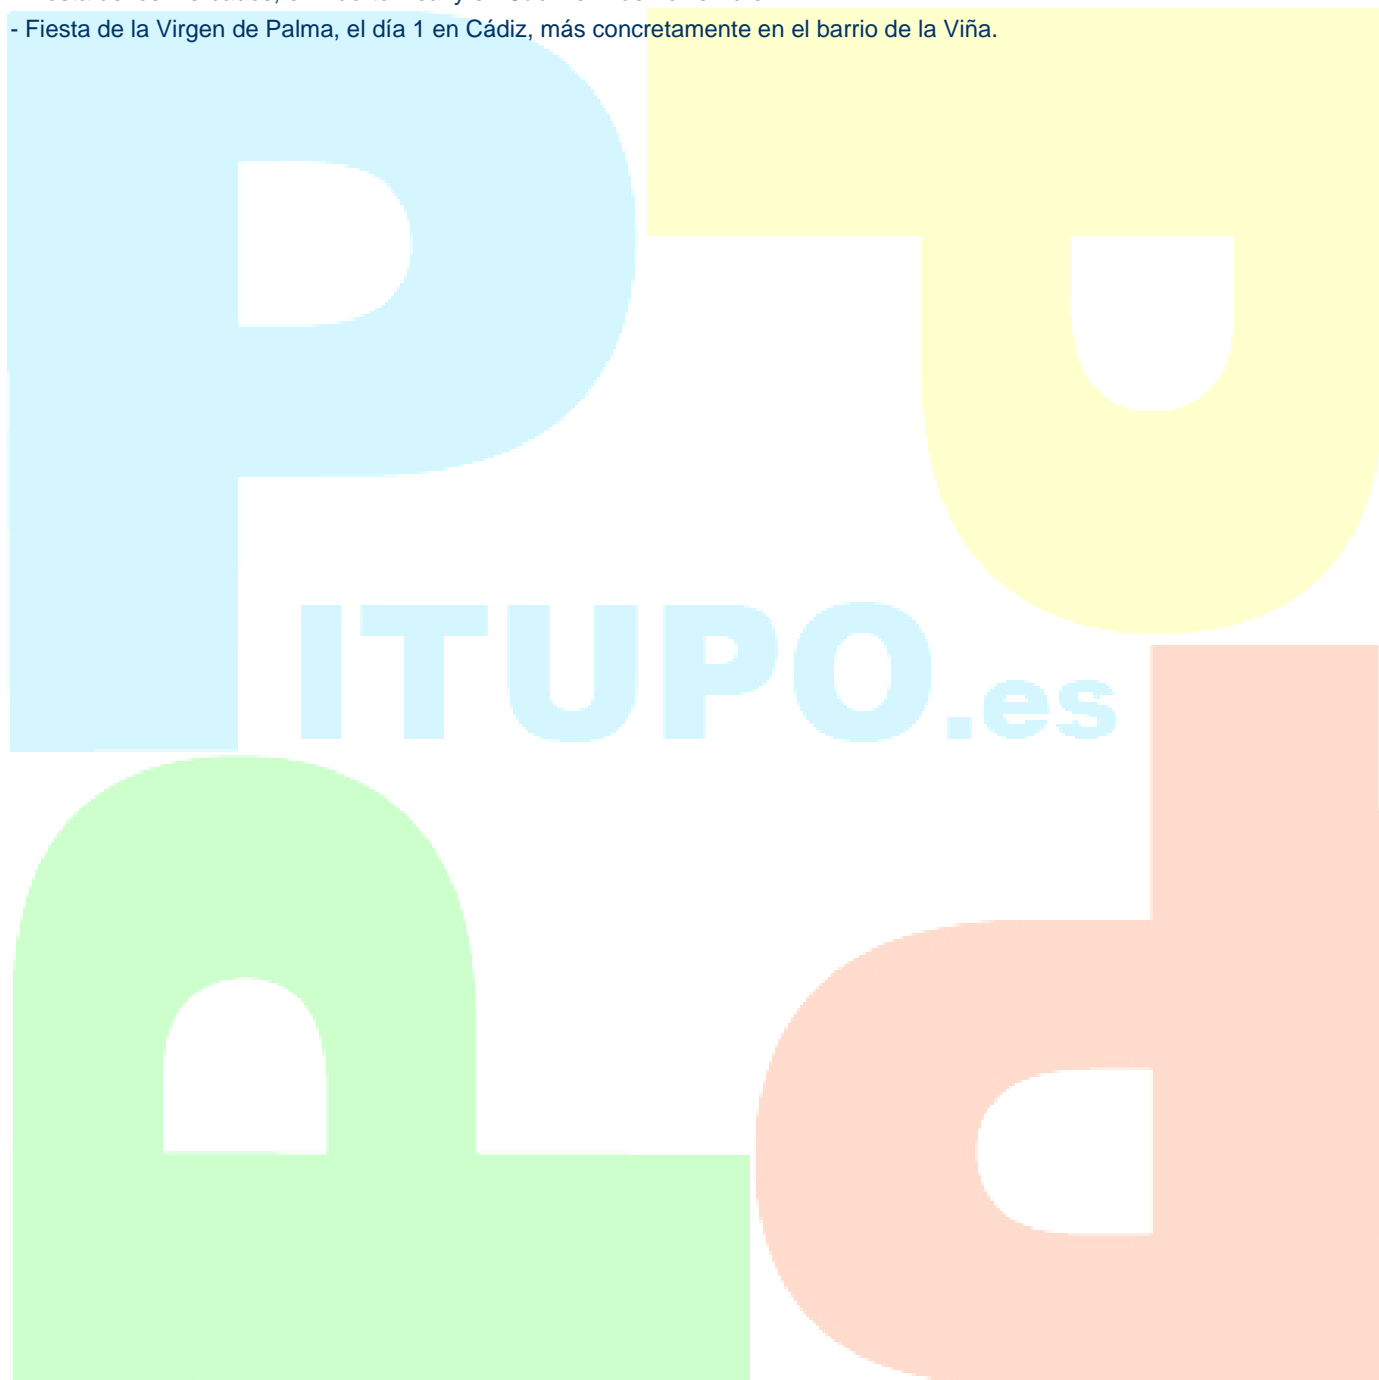 - Fiesta de la Virgen de Palma, el día 1 en Cádiz, más concretamente en el barrio de la Viña.
PITUPO.es